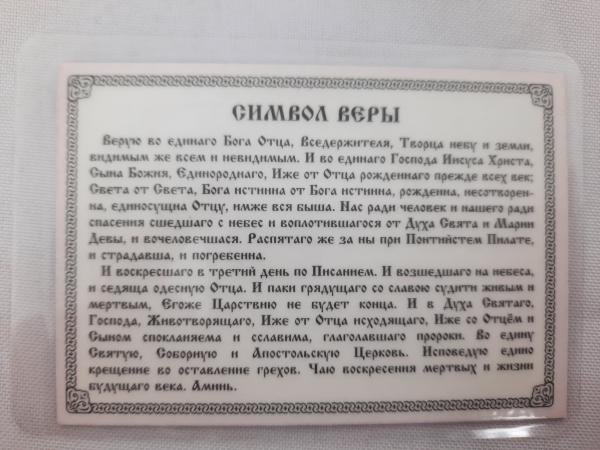 СИМВОЛ ВЕРЫ
Верую во единаго Бога Отца, Вседержителя, Творца небу и земли,
видимым же всем и невидимым. И во единаго Господа Иисуса Христа,
Сына Божия, Единороднаго, Иже от Отца рожденнаго прежде всех век;
Света от Света, Бога истинна от Бога истинна, рожденна, несотворен-
на, единосущна Отцу, имже вся быша. Нас ради человек и нашего ради
спасения сшедшаго с небес и воплотившагося от Духа Свята и Марии
Девы, и вочеловечшася. Распятаго же за ны при Понтийстем Пилате,
и страдавша, и погребенна.
И воскресшаго в третий день по Писанием. И возшедшаго на небеса,
и седяща одесную Отца. И паки грядущаго со славою судити живым и
мертвым, Егоже Царствию не будет конца. И в Духа Святаго,
Господа, Животворящаго, Иже от Отца исходящаго, Иже со Отцём и
Сыном спокланяема и сславима, глаголавшаго пророки. Во едину
Святую, Соборную и Апостольскую Церковь. Исповедую едино
крещение во оставление грехов. Чаю воскресения мертвых и жизни
будущаго века. Аминь.